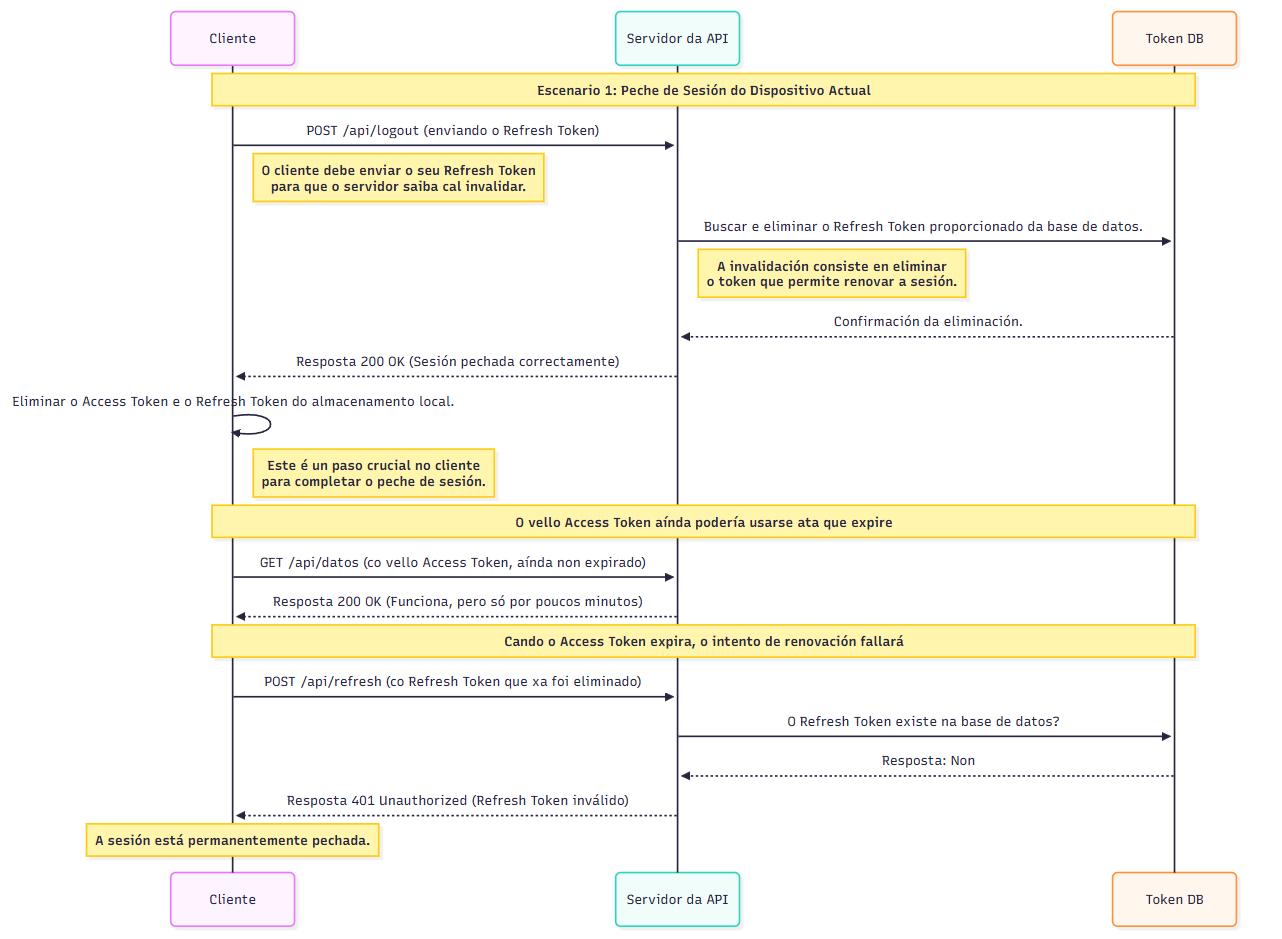 Cliente
Servidor da API
Token DB
Escenario 1: Peche de Sesión do Dispositivo Actual
POST /api/logout (enviando o Refresh Token)
O cliente debe enviar o seu Refresh Token
para que o servidor saiba cal invalidar.
Buscar e eliminar o Refresh Token proporcionado da base de datos.
A invalidación consiste en eliminar
o token que permite renovar a sesión.
Confirmación da eliminación.
Resposta 200 OK (Sesión pechada correctamente)
Eliminar o Access Token e o Refresh Token do almacenamento local.
Este é un paso crucial no cliente
para completar o peche de sesión.
O vello Access Token aínda podería usarse ata que expire
GET /api/datos (co vello Access Token, aínda non expirado)
Resposta 200 OK (Funciona, pero só por poucos minutos)
Cando o Access Token expira, o intento de renovación fallará
POST /api/refresh (co Refresh Token que xa foi eliminado)
O Refresh Token existe na base de datos?
Resposta: Non
Resposta 401 Unauthorized (Refresh Token inválido)
A sesión está permanentemente pechada.
Cliente
Servidor da API
Token DB